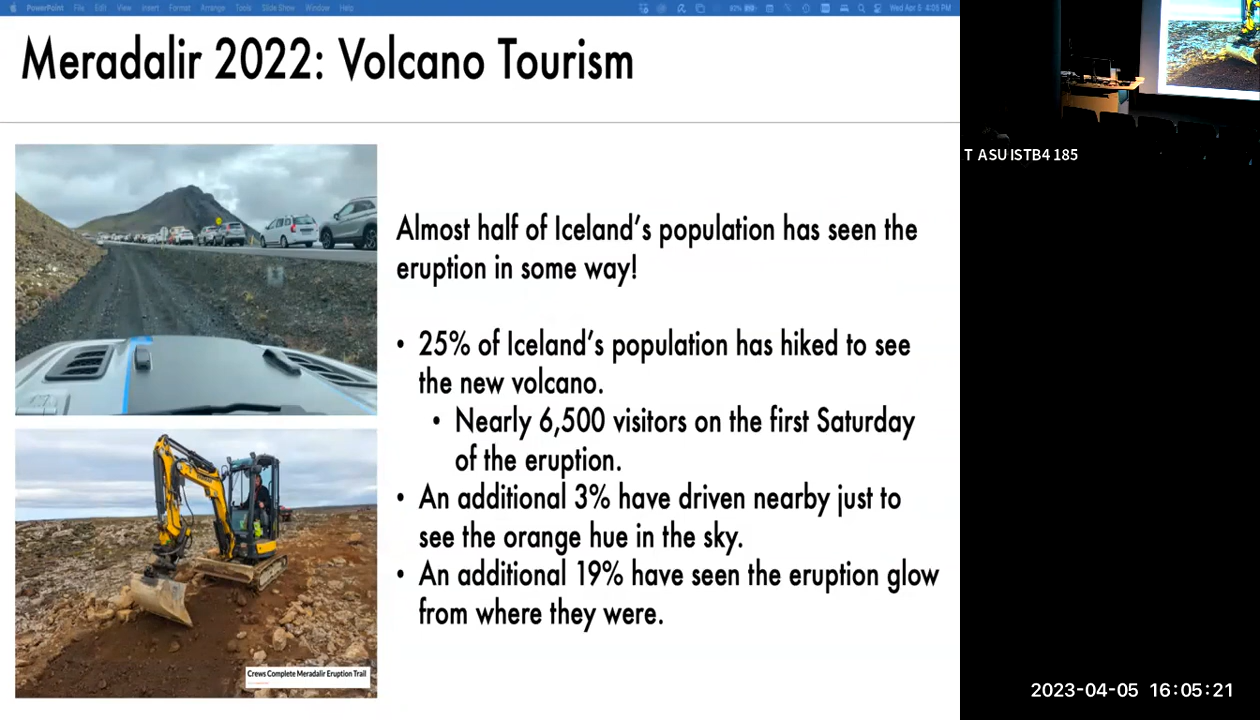 PowerPoint File Edit View Insert Format Arrange Tools Slide Show Window Help
Wed Apr 5 4:05 PM
Meradalir 2022: Volcano Tourism
Almost half of Iceland's population has seen the
eruption in some way!
• 25% of Iceland's population has hiked to see
the new volcano.
• Nearly 6,500 visitors on the first Saturday
of the eruption.
• An additional 3% have driven nearby just to
see the orange hue in the sky.
• An additional 19% have seen the eruption glow
from where they were.
Crews Complete Meradalir Eruption Trail
T ASU ISTB4 185
2023-04-05 16:05:21